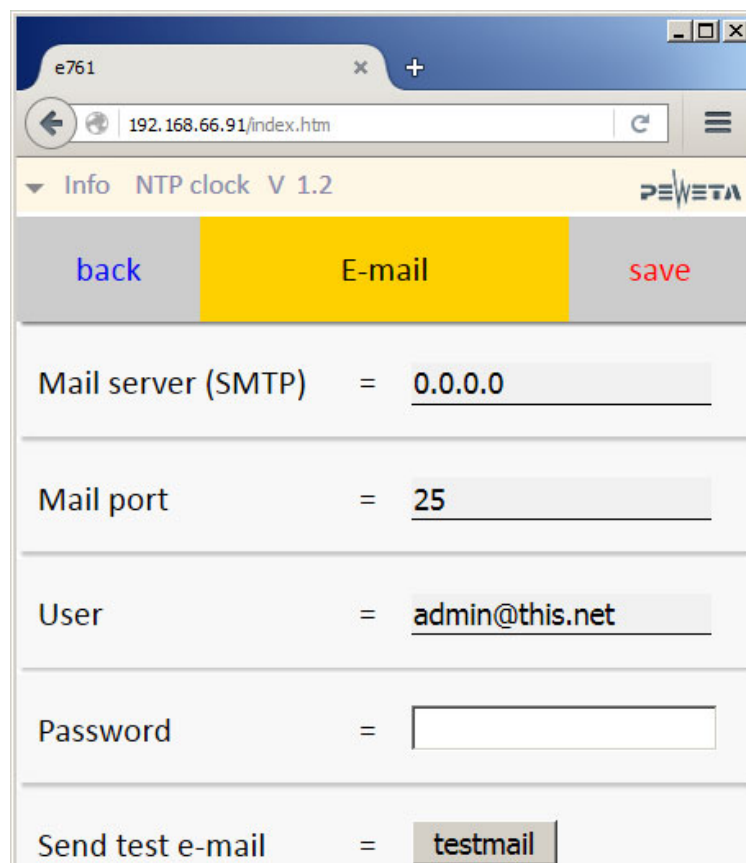 e761
192.168.66.91/index.htm
Info NTP clock V 1.2 PEWETA
back E-mail save
Mail server (SMTP) = 0.0.0.0
Mail port = 25
User = admin@this.net
Password =
Send test e-mail = testmail